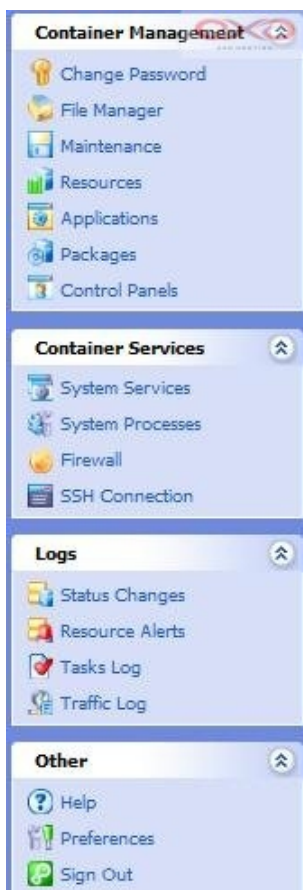 Container Management
Change Password
File Manager
Maintenance
Resources
Applications
Packages
Control Panels
Container Services
System Services
System Processes
Firewall
SSH Connection
Logs
Status Changes
Resource Alerts
Tasks Log
Traffic Log
Other
Help
Preferences
Sign Out